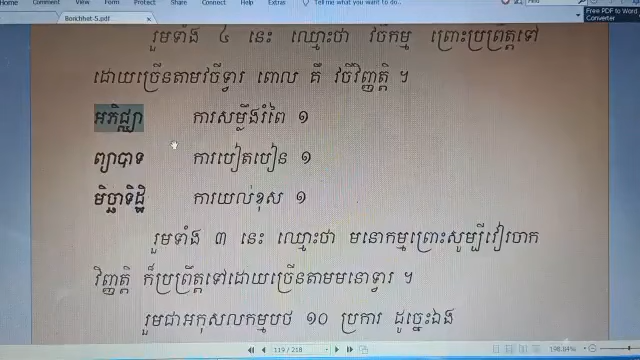 Home Comment View Form Protect Share Connect Help Extras Tell me what you want to do..
Bonchhet-5.pdf
Free PDF to Word
Converter
រួមទាំង ៤ នេះ ឈ្មោះថា វចីកម្ម ព្រោះប្រព្រឹត្តទៅ
ដោយច្រើនតាមវចីទ្វារ ពោល គឺ វចីវិញ្ញត្តិ ។
អភិជ្ឈា ការសម្លឹងរំពៃ ១
ព្យាបាទ ការបៀតបៀន ១
មិច្ឆាទិដ្ឋិ ការយល់ខុស ១
រួមទាំង ៣ នេះ ឈ្មោះថា មនោកម្មព្រោះសូម្បីវៀរចាក
វិញ្ញត្តិ ក៏ប្រព្រឹត្តទៅដោយច្រើនតាមមនោទ្វារ ។
រួមជាអកុសលកម្មបថ ១០ ប្រការ ដូច្នេះឯង
119 / 218
198.84%